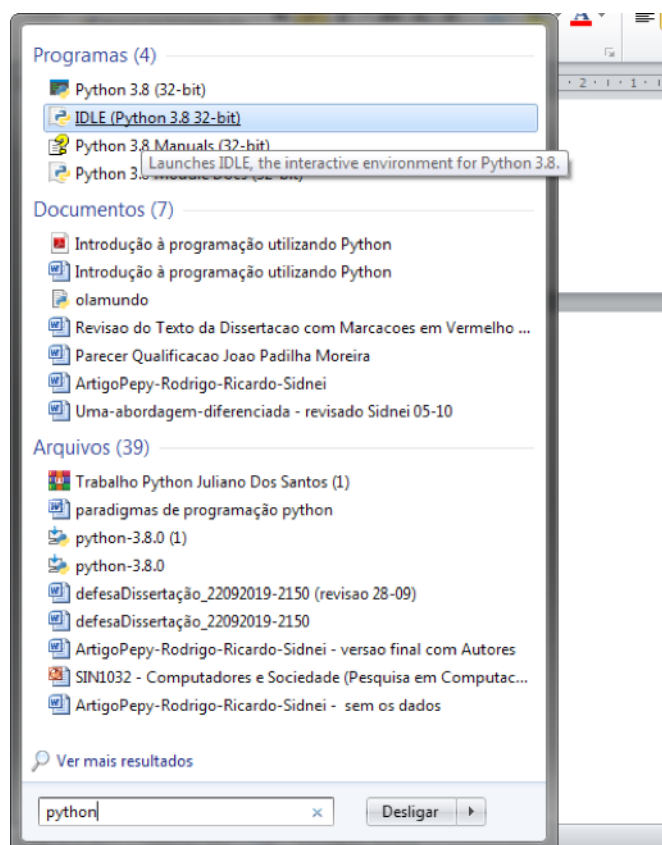 Programas (4)
Python 3.8 (32-bit)
IDLE (Python 3.8 32-bit)
Python 3.8 Manuals (32-bit)
Launches IDLE, the interactive environment for Python 3.8.
Python 3.8 Module Docs (32-bit)
Documentos (7)
Introdução à programação utilizando Python
Introdução à programação utilizando Python
olamundo
Revisao do Texto da Dissertacao com Marcacoes em Vermelho ...
Parecer Qualificacao Joao Padilha Moreira
ArtigoPepy-Rodrigo-Ricardo-Sidnei
Uma-abordagem-diferenciada - revisado Sidnei 05-10
Arquivos (39)
Trabalho Python Juliano Dos Santos (1)
paradigmas de programação python
python-3.8.0 (1)
python-3.8.0
defesaDissertação_22092019-2150 (revisao 28-09)
defesaDissertação_22092019-2150
ArtigoPepy-Rodrigo-Ricardo-Sidnei - versao final com Autores
SIN1032 - Computadores e Sociedade (Pesquisa em Computac...
ArtigoPepy-Rodrigo-Ricardo-Sidnei - sem os dados
Ver mais resultados
python
Desligar
A
· 2 · 1 · 1 ·